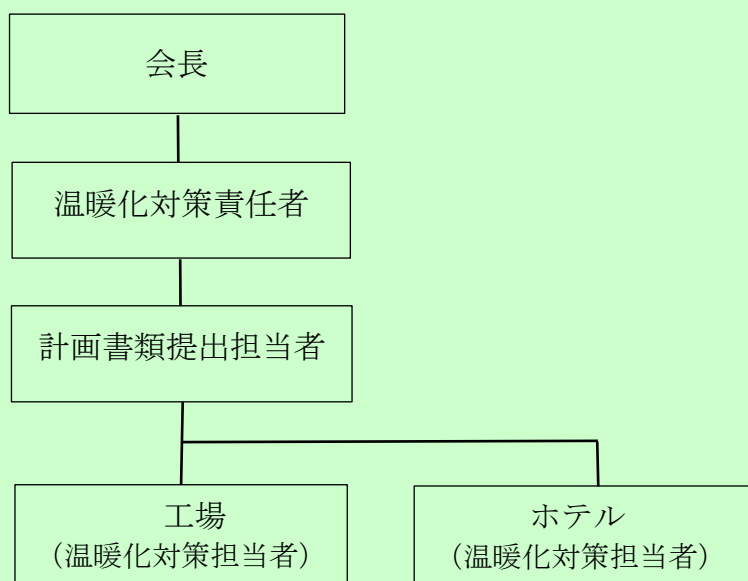 会長
温暖化対策責任者
計画書類提出担当者
工場
（温暖化対策担当者）
ホテル
（温暖化対策担当者）